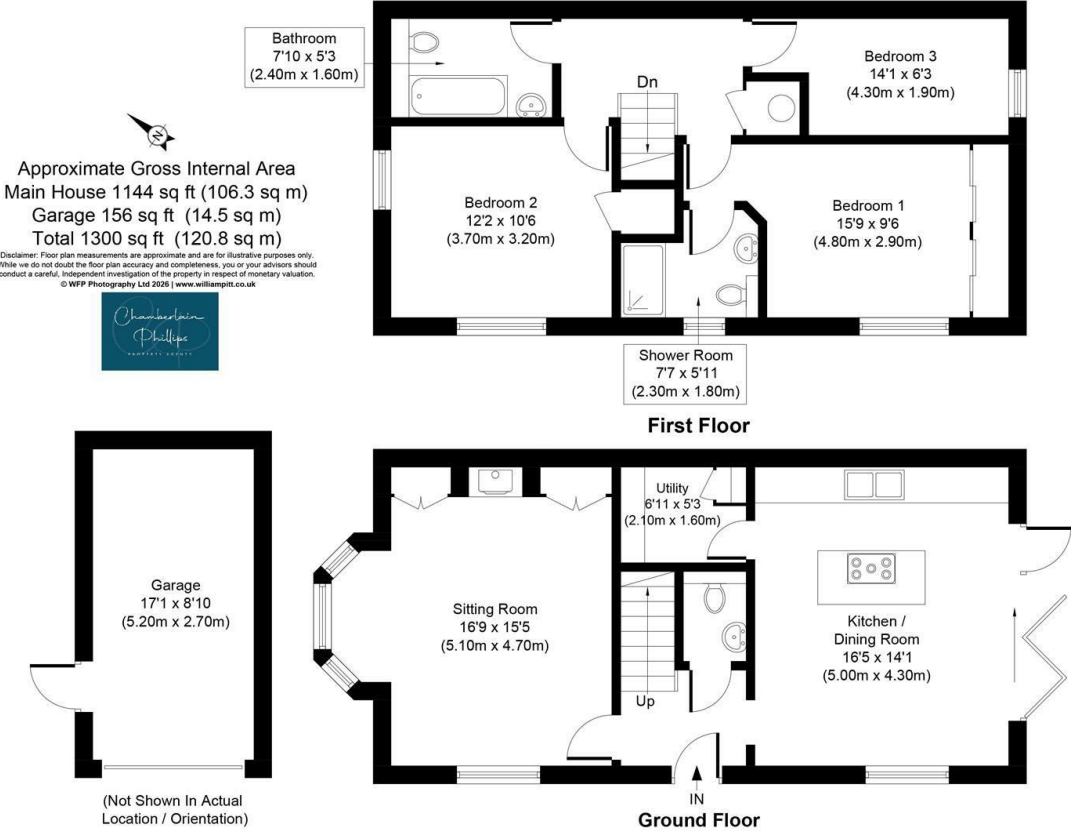 Bathroom
7'10 x 5'3
(2.40m x 1.60m)
Bedroom 3
14'1 x 6'3
(4.30m x 1.90m)
Dn
N
Approximate Gross Internal Area
Main House 1144 sq ft (106.3 sq m)
Garage 156 sq ft (14.5 sq m)
Total 1300 sq ft (120.8 sq m)
Disclaimer: Floor plan measurements are approximate and are for illustrative purposes only.
While we do not doubt the floor plan accuracy and completeness, you or your advisors should
conduct a careful, Independent investigation of the property in respect of monetary valuation.
© WFP Photography Ltd 2026 | www.williampitt.co.uk
Chamberlain
Phillips
PROPERTY AGENTS
Bedroom 2
12'2 x 10'6
(3.70m x 3.20m)
Bedroom 1
15'9 x 9'6
(4.80m x 2.90m)
Shower Room
7'7 x 5'11
(2.30m x 1.80m)
First Floor
Utility
6'11 x 5'3
(2.10m x 1.60m)
Garage
17'1 x 8'10
(5.20m x 2.70m)
Sitting Room
16'9 x 15'5
(5.10m x 4.70m)
Kitchen /
Dining Room
16'5 x 14'1
(5.00m x 4.30m)
Up
IN
(Not Shown In Actual
Location / Orientation)
Ground Floor